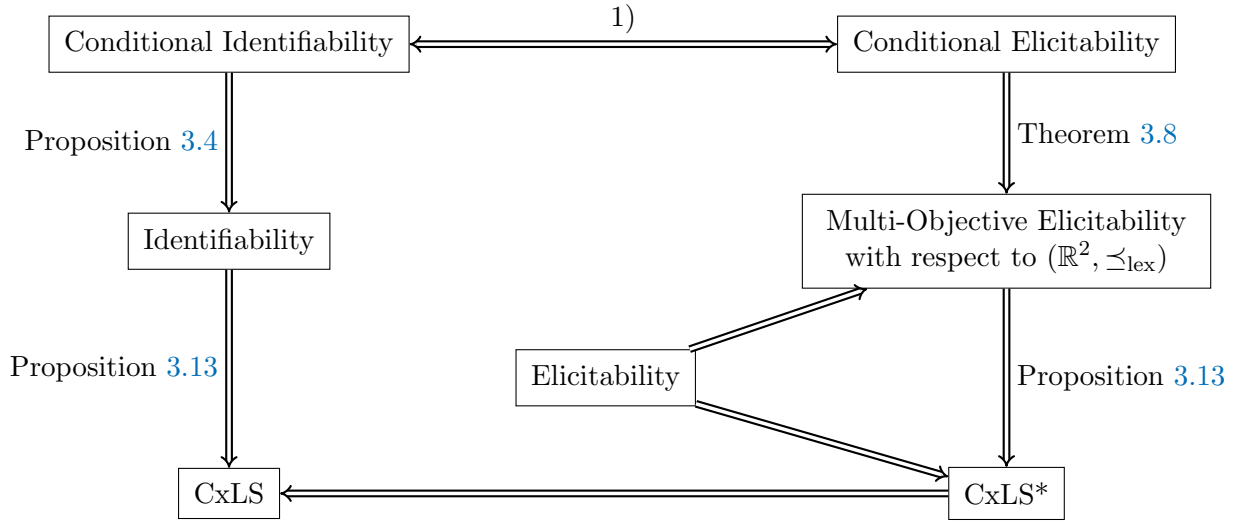 1)
Conditional Identifiability
Conditional Elicitability
Proposition 3.4
Theorem 3.8
Identifiability
Multi-Objective Elicitability
with respect to (ℝ², ⪯lex)
Proposition 3.13
Elicitability
Proposition 3.13
CxLS
CxLS*